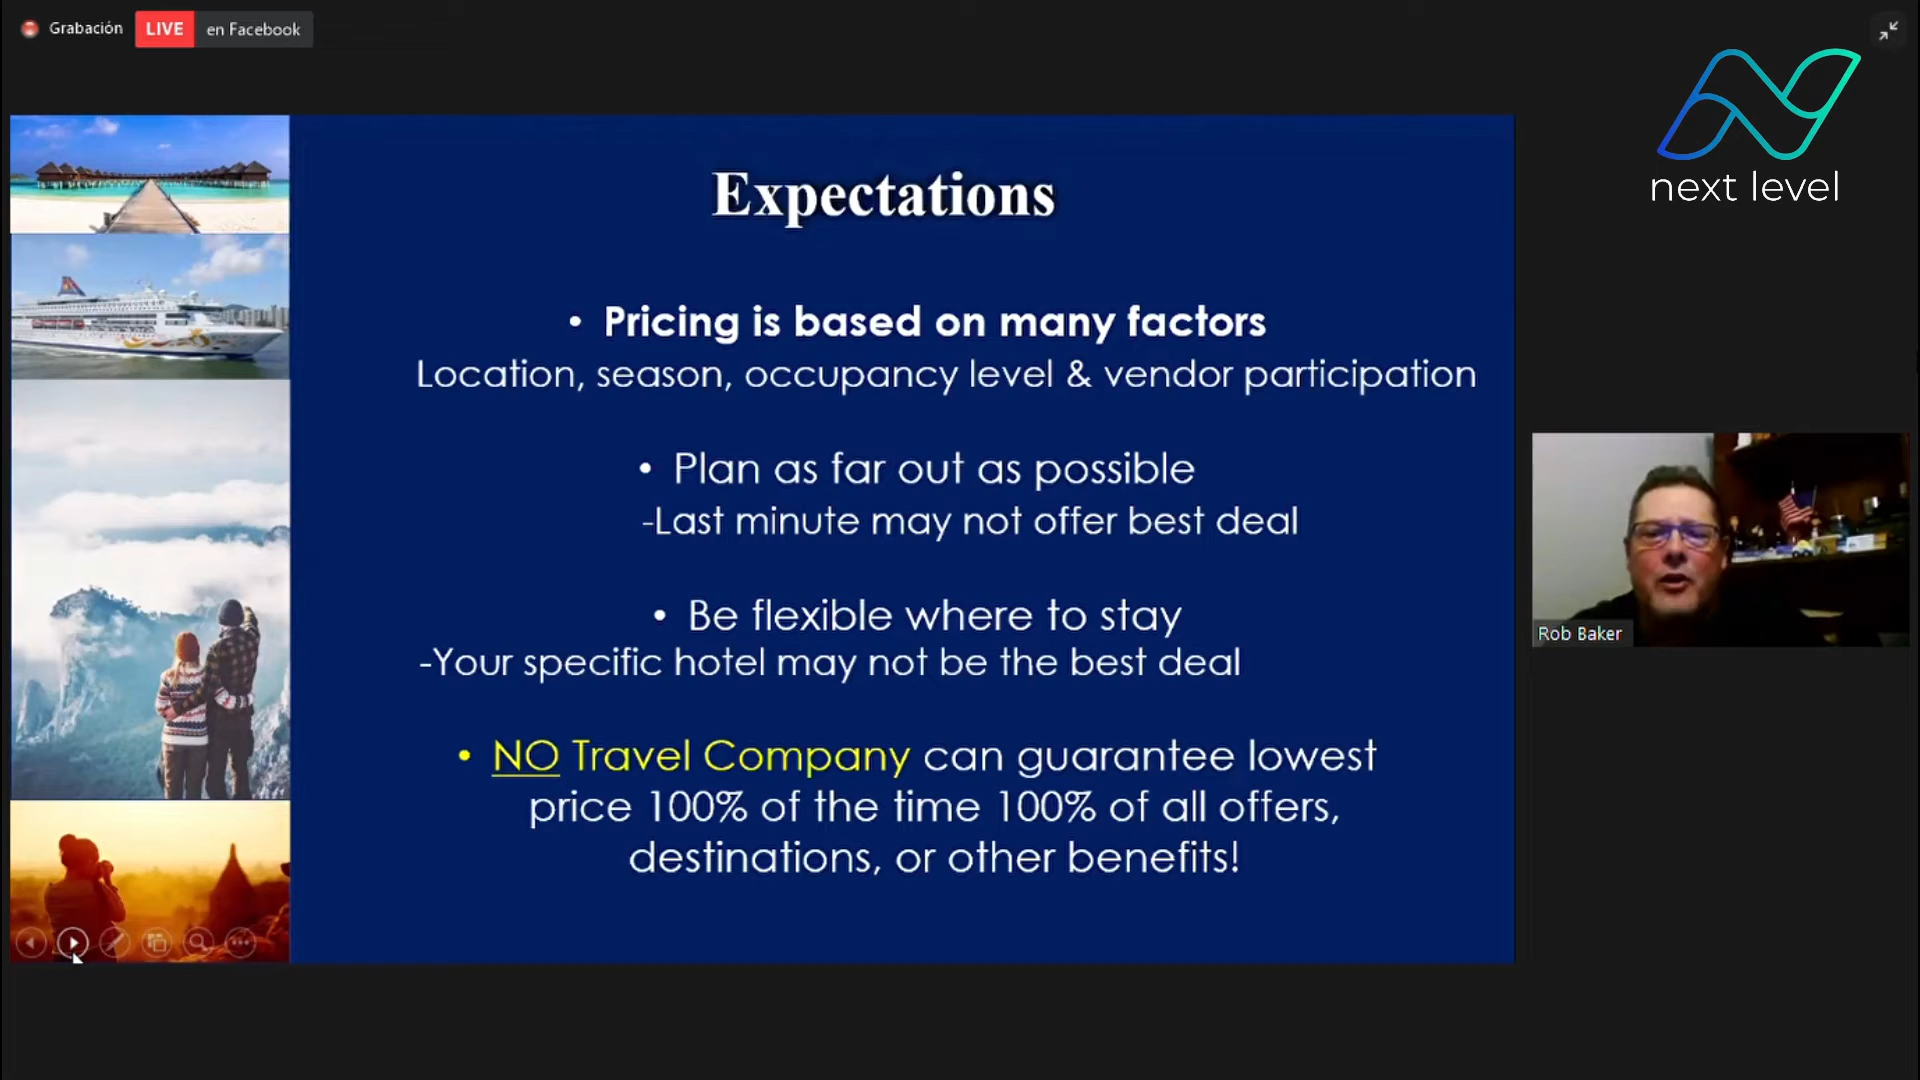 Grabación
LIVE en Facebook
next level
Expectations
• Pricing is based on many factors
Location, season, occupancy level & vendor participation
• Plan as far out as possible
-Last minute may not offer best deal
• Be flexible where to stay
-Your specific hotel may not be the best deal
• NO Travel Company can guarantee lowest
price 100% of the time 100% of all offers,
destinations, or other benefits!
Rob Baker